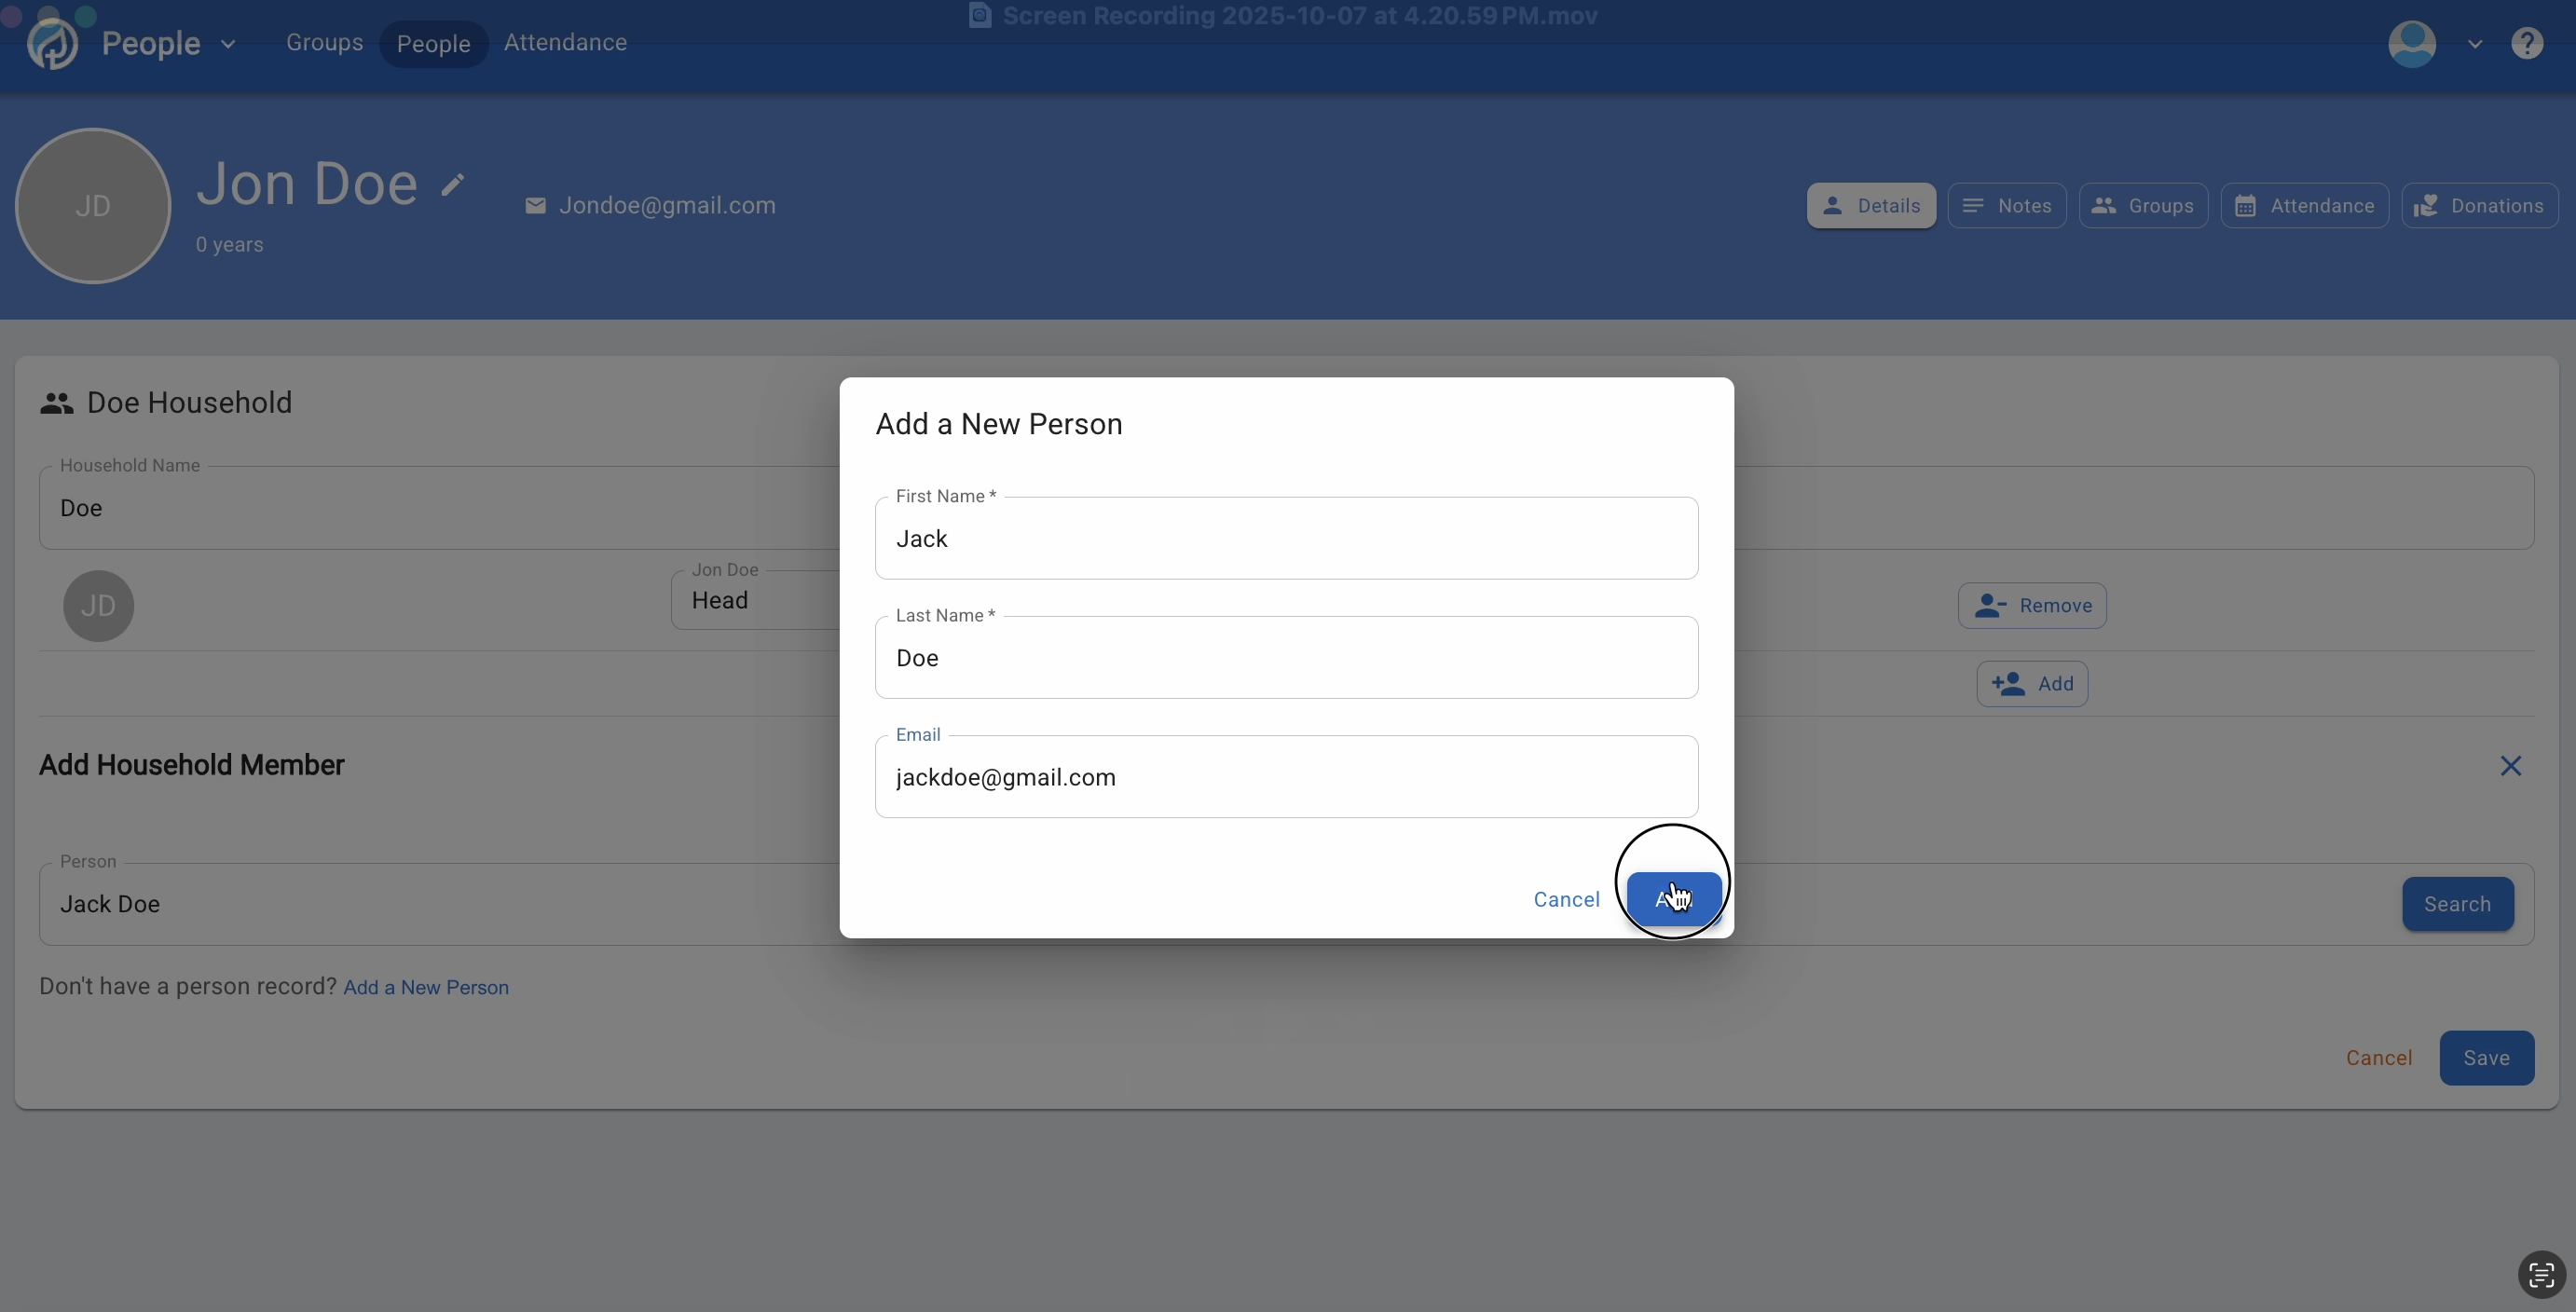 Screen Recording 2025-10-07 at 4.20.59 PM.mov
People Groups People Attendance
JD
Jon Doe
0 years
Jondoe@gmail.com
Details Notes Groups Attendance Donations
Doe Household
Household Name
Doe
JD
Jon Doe
Head
Remove
Add
Add Household Member
Person
Jack Doe
Search
Don't have a person record? Add a New Person
Cancel Save
Add a New Person
First Name *
Jack
Last Name *
Doe
Email
jackdoe@gmail.com
Cancel